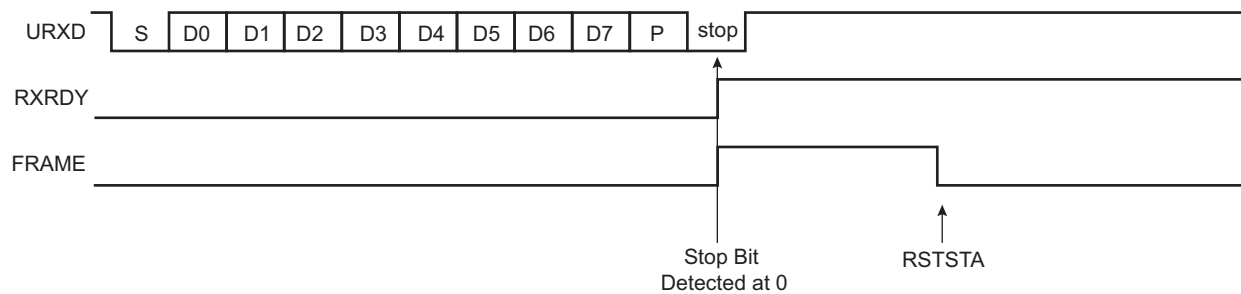 URXD S D0 D1 D2 D3 D4 D5 D6 D7 P stop
RXRDY
FRAME
Stop Bit
Detected at 0
RSTSTA